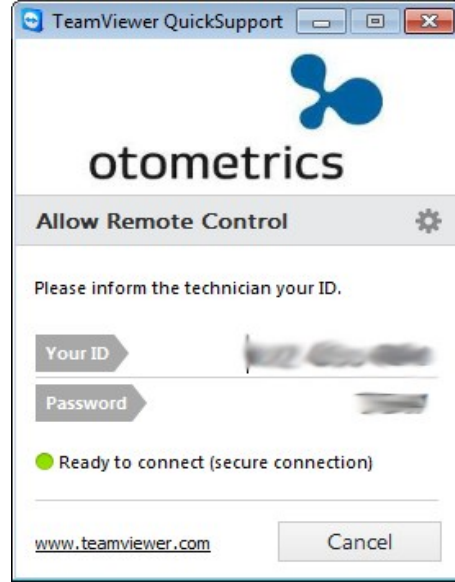 TeamViewer QuickSupport
otometrics
Allow Remote Control
Please inform the technician your ID.
Your ID
Password
Ready to connect (secure connection)
www.teamviewer.com
Cancel